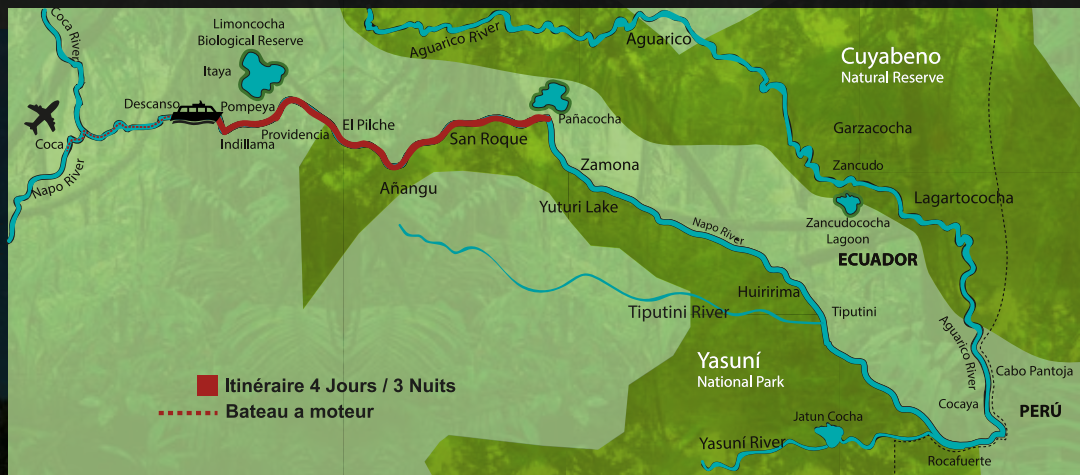 Coca River
Limoncocha
Biological Reserve
Itaya
Descanso
Pompeya
Coca
Indillama
Providencia
El Pilche
Napo River
Añangu
San Roque
Pañacocha
Aguarico River
Aguarico
Cuyabeno
Natural Reserve
Garzacocha
Zancudo
Lagartococha
Zamona
Yuturi Lake
Napo River
Zancudococha
Lagoon
ECUADOR
Huiririma
Tiputini River
Tiputini
Aguarico River
Yasuní
National Park
Cabo Pantoja
Cocaya
PERÚ
Jatun Cocha
Yasuní River
Rocafuerte
Itinéraire 4 Jours / 3 Nuits
Bateau a moteur